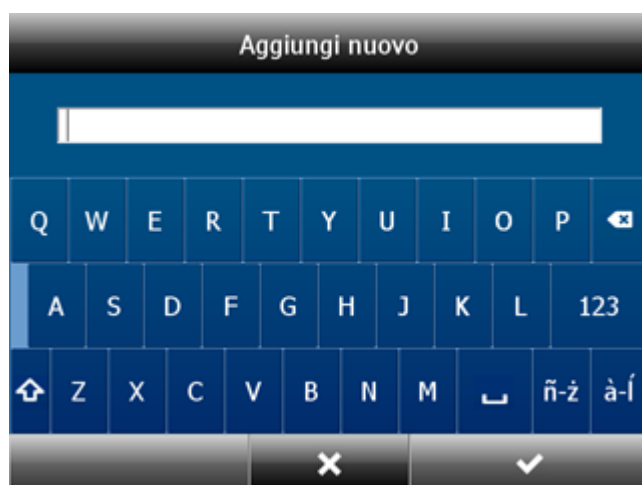 Aggiungi nuovo
Q W E R T Y U I O P
A S D F G H J K L 123
Z X C V B N M ñ-ż à-Í